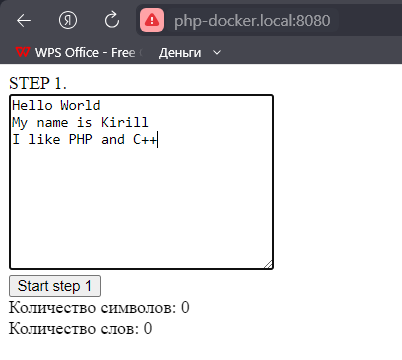 php-docker.local:8080
WPS Office - Free Деньги
STEP 1.
Hello World
My name is Kirill
I like PHP and C++
Start step 1
Количество символов: 0
Количество слов: 0